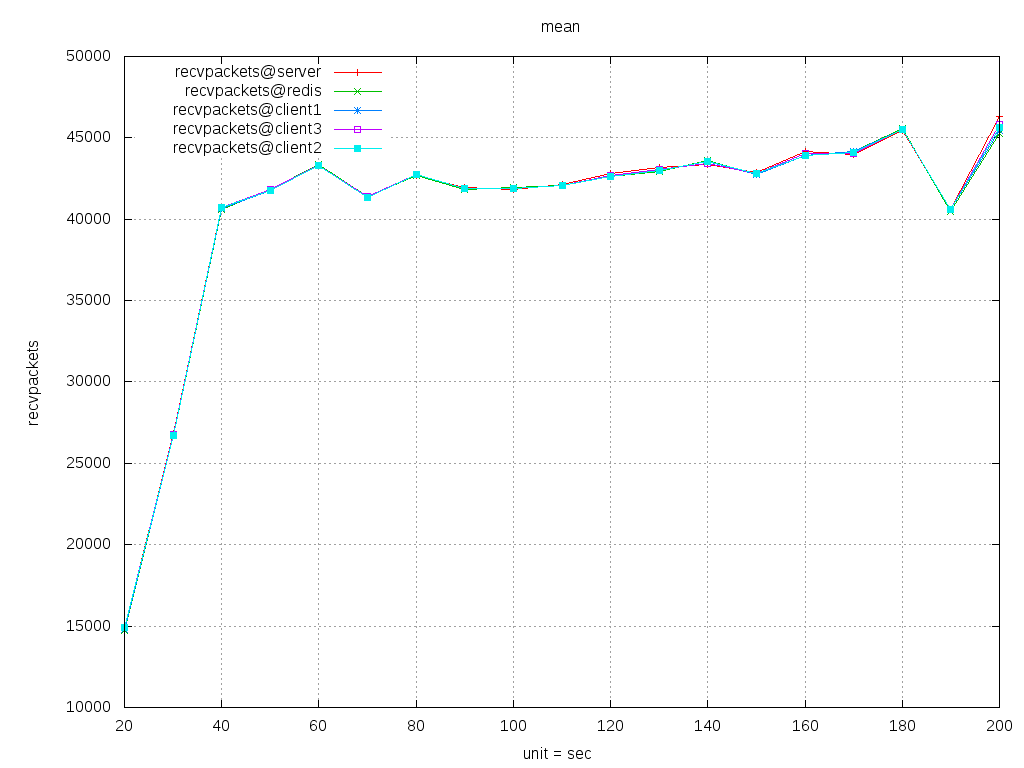 mean
50000
45000
40000
35000
30000
25000
20000
15000
10000
recvpackets
recvpackets@server
recvpackets@redis
recvpackets@client1
recvpackets@client3
recvpackets@client2
20 40 60 80 100 120 140 160 180 200
unit = sec